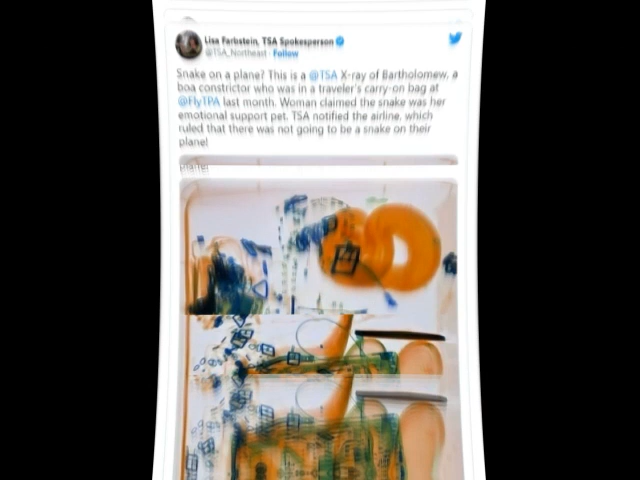 Lisa Farbstein, TSA Spokesperson
@TSA_Northeast · Follow
Snake on a plane? This is a @TSA X-ray of Bartholomew, a
boa constrictor who was in a traveler's carry-on bag at
@FlyTPA last month. Woman claimed the snake was her
emotional support pet. TSA notified the airline, which
ruled that there was not going to be a snake on their
plane!
plane!